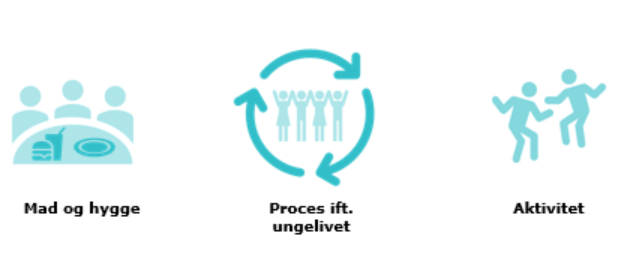 Mad og hygge
Proces ift.
ungelivet
Aktivitet